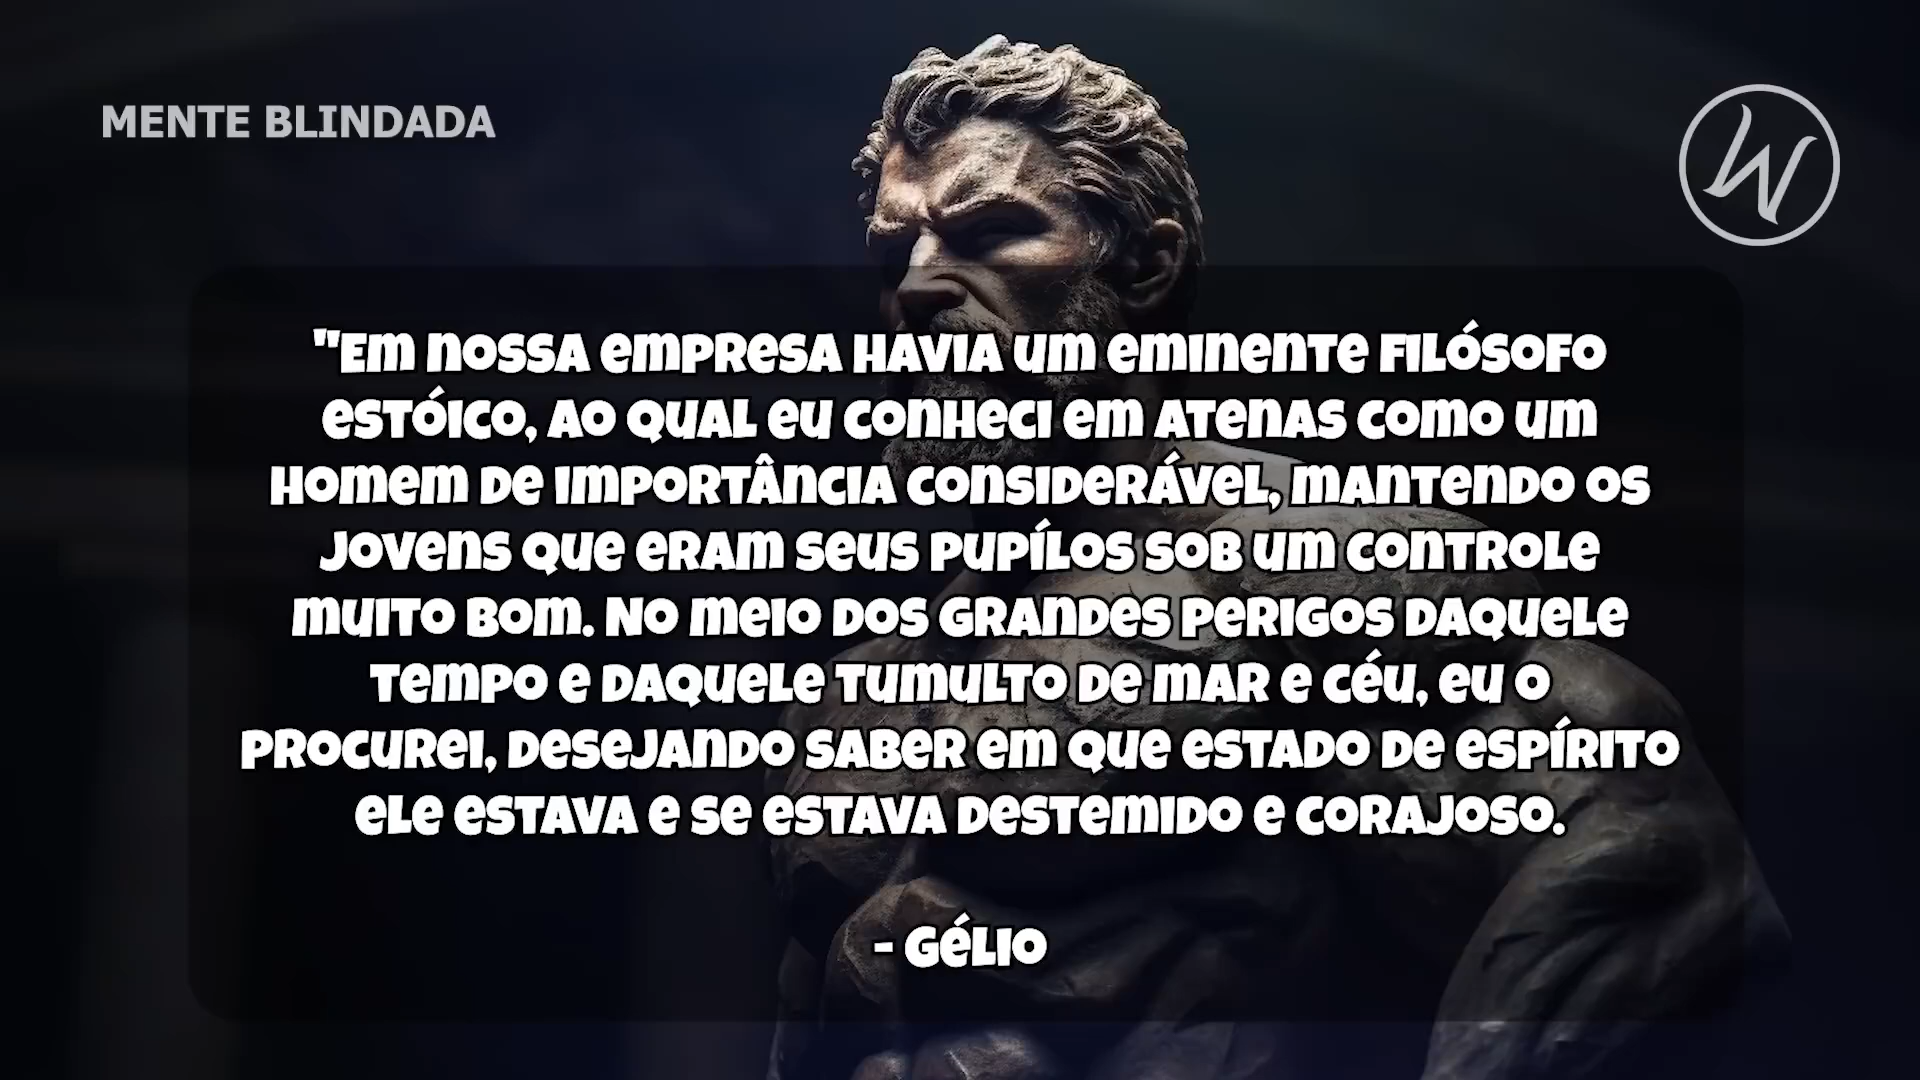 MENTE BLINDADA
W
"Em nossa empresa havia um eminente filósofo
estóico, ao qual eu conheci em Atenas como um
homem de importância considerável, mantendo os
jovens que eram seus pupílos sob um controle
muito bom. No meio dos grandes perigos daquele
tempo e daquele tumulto de mar e céu, eu o
procurei, desejando saber em que estado de espírito
ele estava e se estava destemido e corajoso.
- Gélio